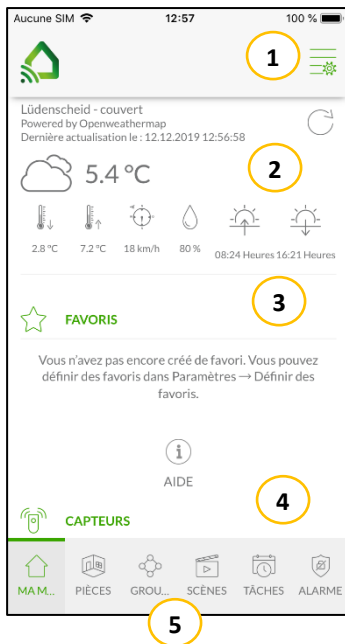 Aucune SIM 12:57 100 %
1
Lüdenscheid - couvert
Powered by Openweathermap
Dernière actualisation le : 12.12.2019 12:56:58
2
5.4 °C
2.8 °C 7.2 °C 18 km/h 80 % 08:24 Heures 16:21 Heures
3
FAVORIS
Vous n'avez pas encore créé de favori. Vous pouvez
définir des favoris dans Paramètres → Définir des
favoris.
i
AIDE
4
CAPTEURS
MA M... PIÈCES GROU... SCÈNES TÂCHES ALARME
5